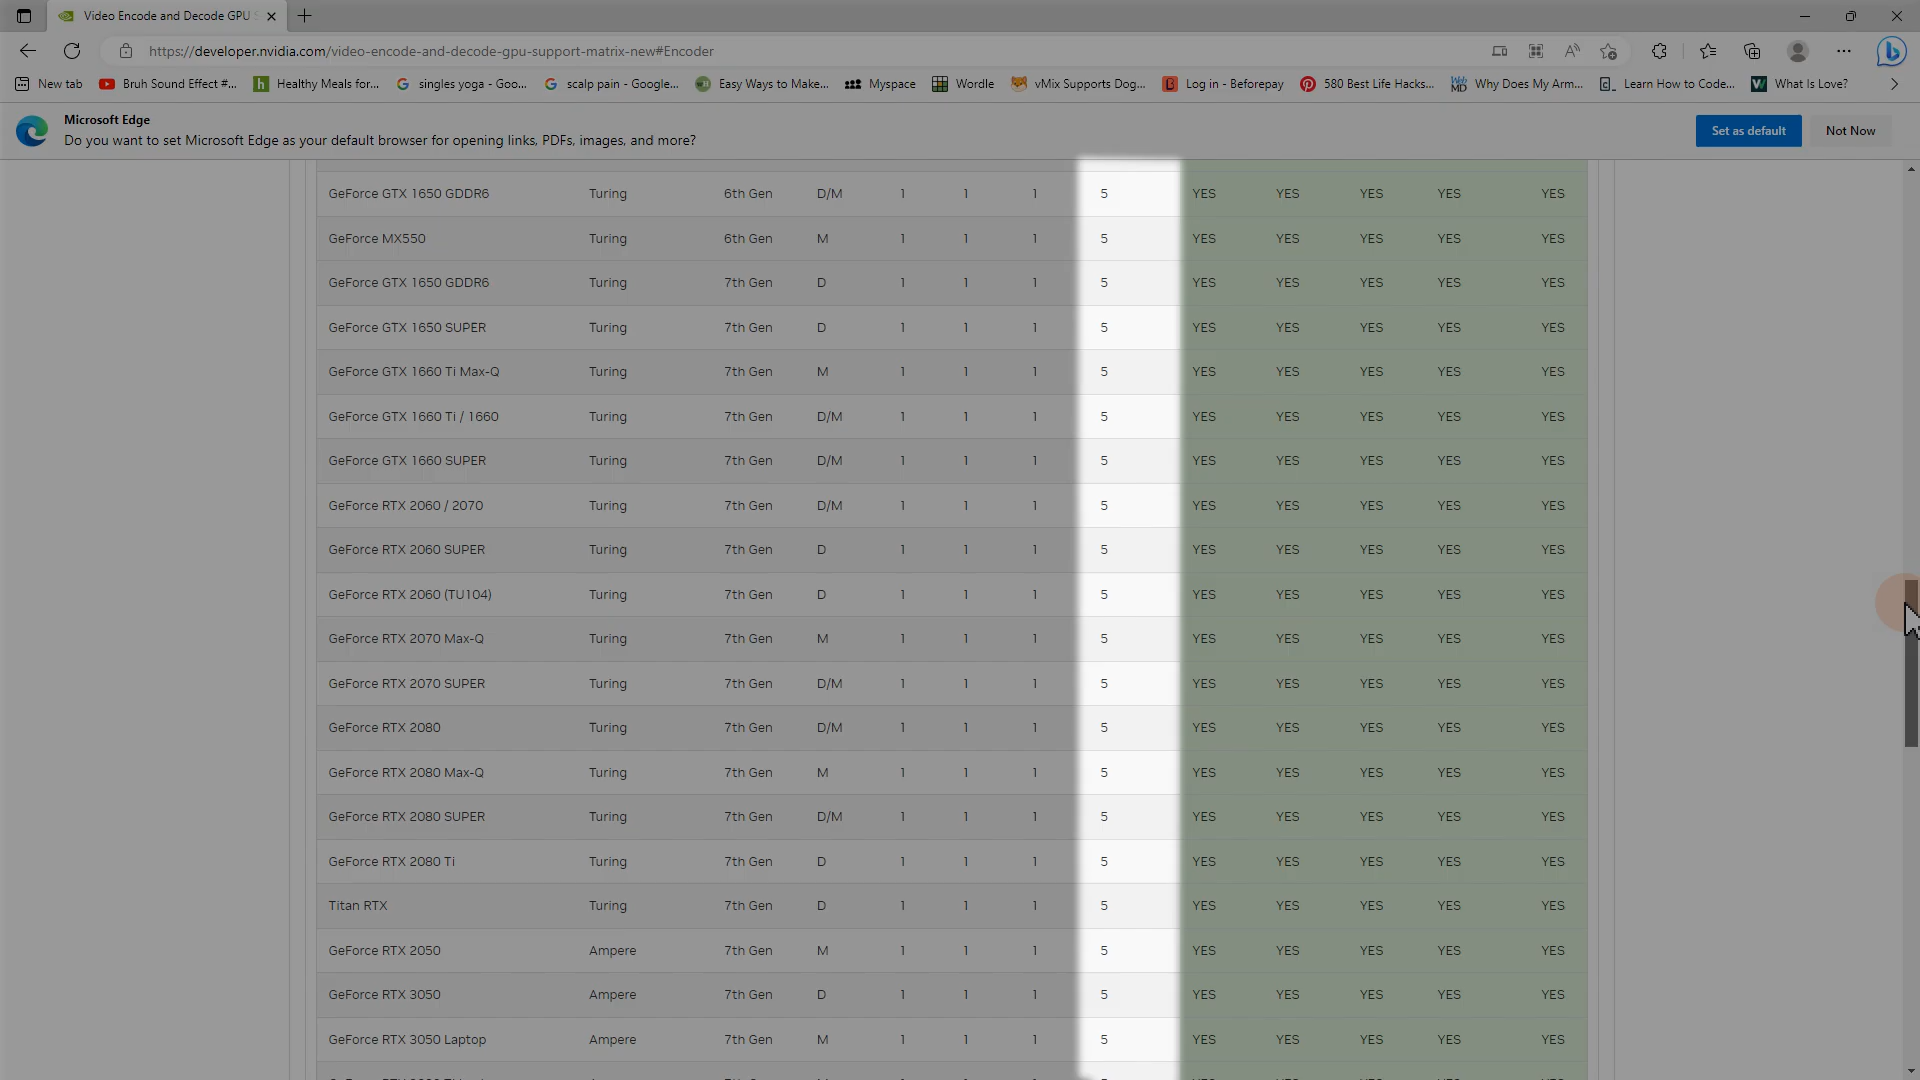 Video Encode and Decode GPU S
https://developer.nvidia.com/video-encode-and-decode-gpu-support-matrix-new#Encoder
New tab Bruh Sound Effect #... Healthy Meals for... singles yoga - Goo... scalp pain - Google... Easy Ways to Make... Myspace Wordle vMix Supports Dog... Log in - Beforepay 580 Best Life Hacks... Why Does My Arm... Learn How to Code... What Is Love?
Microsoft Edge
Do you want to set Microsoft Edge as your default browser for opening links, PDFs, images, and more?
Set as default Not Now
GeForce GTX 1650 GDDR6 Turing 6th Gen D/M 1 1 1 5 YES YES YES YES YES
GeForce MX550 Turing 6th Gen M 1 1 1 5 YES YES YES YES YES
GeForce GTX 1650 GDDR6 Turing 7th Gen D 1 1 1 5 YES YES YES YES YES
GeForce GTX 1650 SUPER Turing 7th Gen D 1 1 1 5 YES YES YES YES YES
GeForce GTX 1660 Ti Max-Q Turing 7th Gen M 1 1 1 5 YES YES YES YES YES
GeForce GTX 1660 Ti / 1660 Turing 7th Gen D/M 1 1 1 5 YES YES YES YES YES
GeForce GTX 1660 SUPER Turing 7th Gen D/M 1 1 1 5 YES YES YES YES YES
GeForce RTX 2060 / 2070 Turing 7th Gen D/M 1 1 1 5 YES YES YES YES YES
GeForce RTX 2060 SUPER Turing 7th Gen D 1 1 1 5 YES YES YES YES YES
GeForce RTX 2060 (TU104) Turing 7th Gen D 1 1 1 5 YES YES YES YES YES
GeForce RTX 2070 Max-Q Turing 7th Gen M 1 1 1 5 YES YES YES YES YES
GeForce RTX 2070 SUPER Turing 7th Gen D/M 1 1 1 5 YES YES YES YES YES
GeForce RTX 2080 Turing 7th Gen D/M 1 1 1 5 YES YES YES YES YES
GeForce RTX 2080 Max-Q Turing 7th Gen M 1 1 1 5 YES YES YES YES YES
GeForce RTX 2080 SUPER Turing 7th Gen D/M 1 1 1 5 YES YES YES YES YES
GeForce RTX 2080 Ti Turing 7th Gen D 1 1 1 5 YES YES YES YES YES
Titan RTX Turing 7th Gen D 1 1 1 5 YES YES YES YES YES
GeForce RTX 2050 Ampere 7th Gen M 1 1 1 5 YES YES YES YES YES
GeForce RTX 3050 Ampere 7th Gen D 1 1 1 5 YES YES YES YES YES
GeForce RTX 3050 Laptop Ampere 7th Gen M 1 1 1 5 YES YES YES YES YES